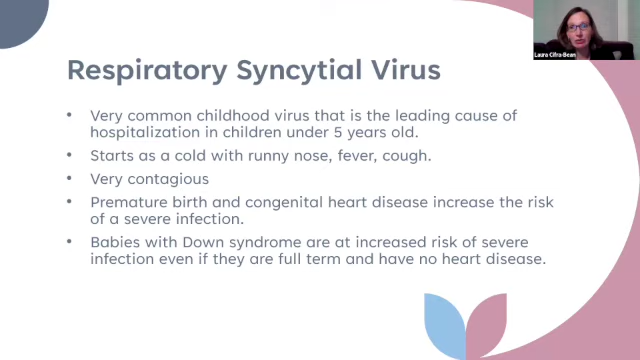 Laura Cifra-Bean
Respiratory Syncytial Virus
• Very common childhood virus that is the leading cause of
hospitalization in children under 5 years old.
• Starts as a cold with runny nose, fever, cough.
• Very contagious
• Premature birth and congenital heart disease increase the risk
of a severe infection.
• Babies with Down syndrome are at increased risk of severe
infection even if they are full term and have no heart disease.